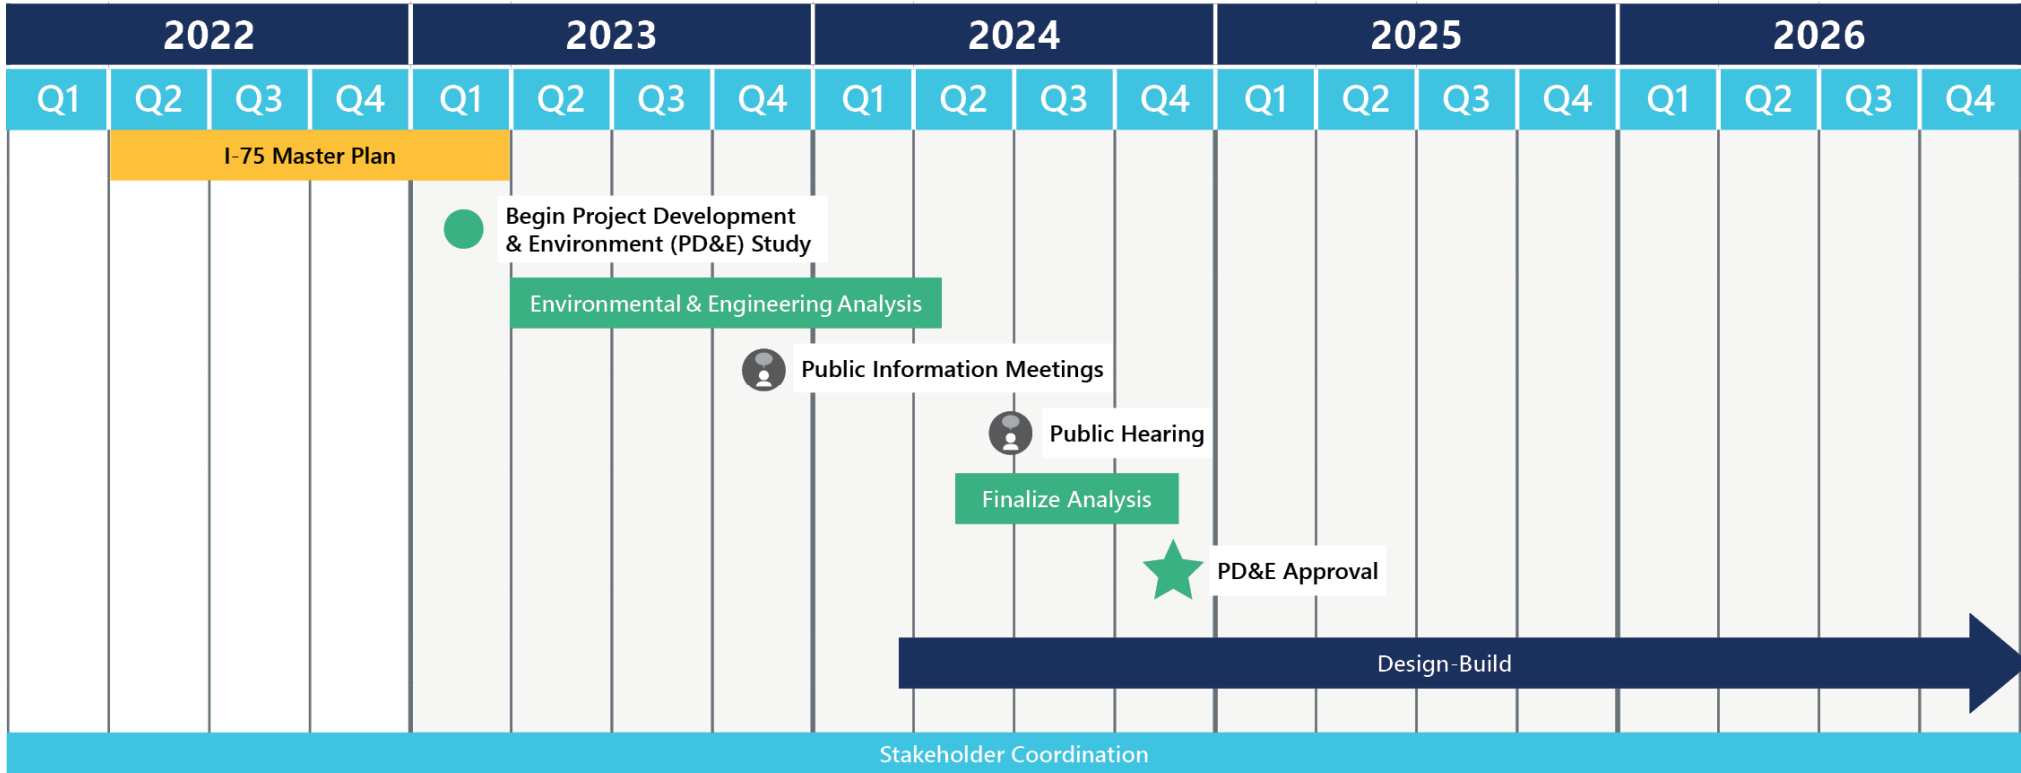 2022 2023 2024 2025 2026
Q1 Q2 Q3 Q4 Q1 Q2 Q3 Q4 Q1 Q2 Q3 Q4 Q1 Q2 Q3 Q4 Q1 Q2 Q3 Q4
I-75 Master Plan
Begin Project Development
& Environment (PD&E) Study
Environmental & Engineering Analysis
Public Information Meetings
Public Hearing
Finalize Analysis
PD&E Approval
Design-Build
Stakeholder Coordination